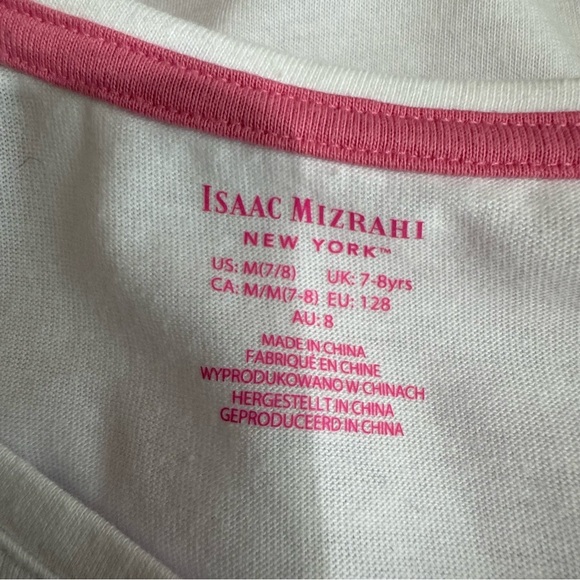 ISAAC MIZRAHI
NEW YORK™
US: M(7/8) UK: 7-8yrs
CA: M/M(7-8) EU: 128
AU: 8
MADE IN CHINA
FABRIQUÉ EN CHINE
WYPRODUKOWANO W CHINACH
HERGESTELLT IN CHINA
GEPRODUCEERD IN CHINA